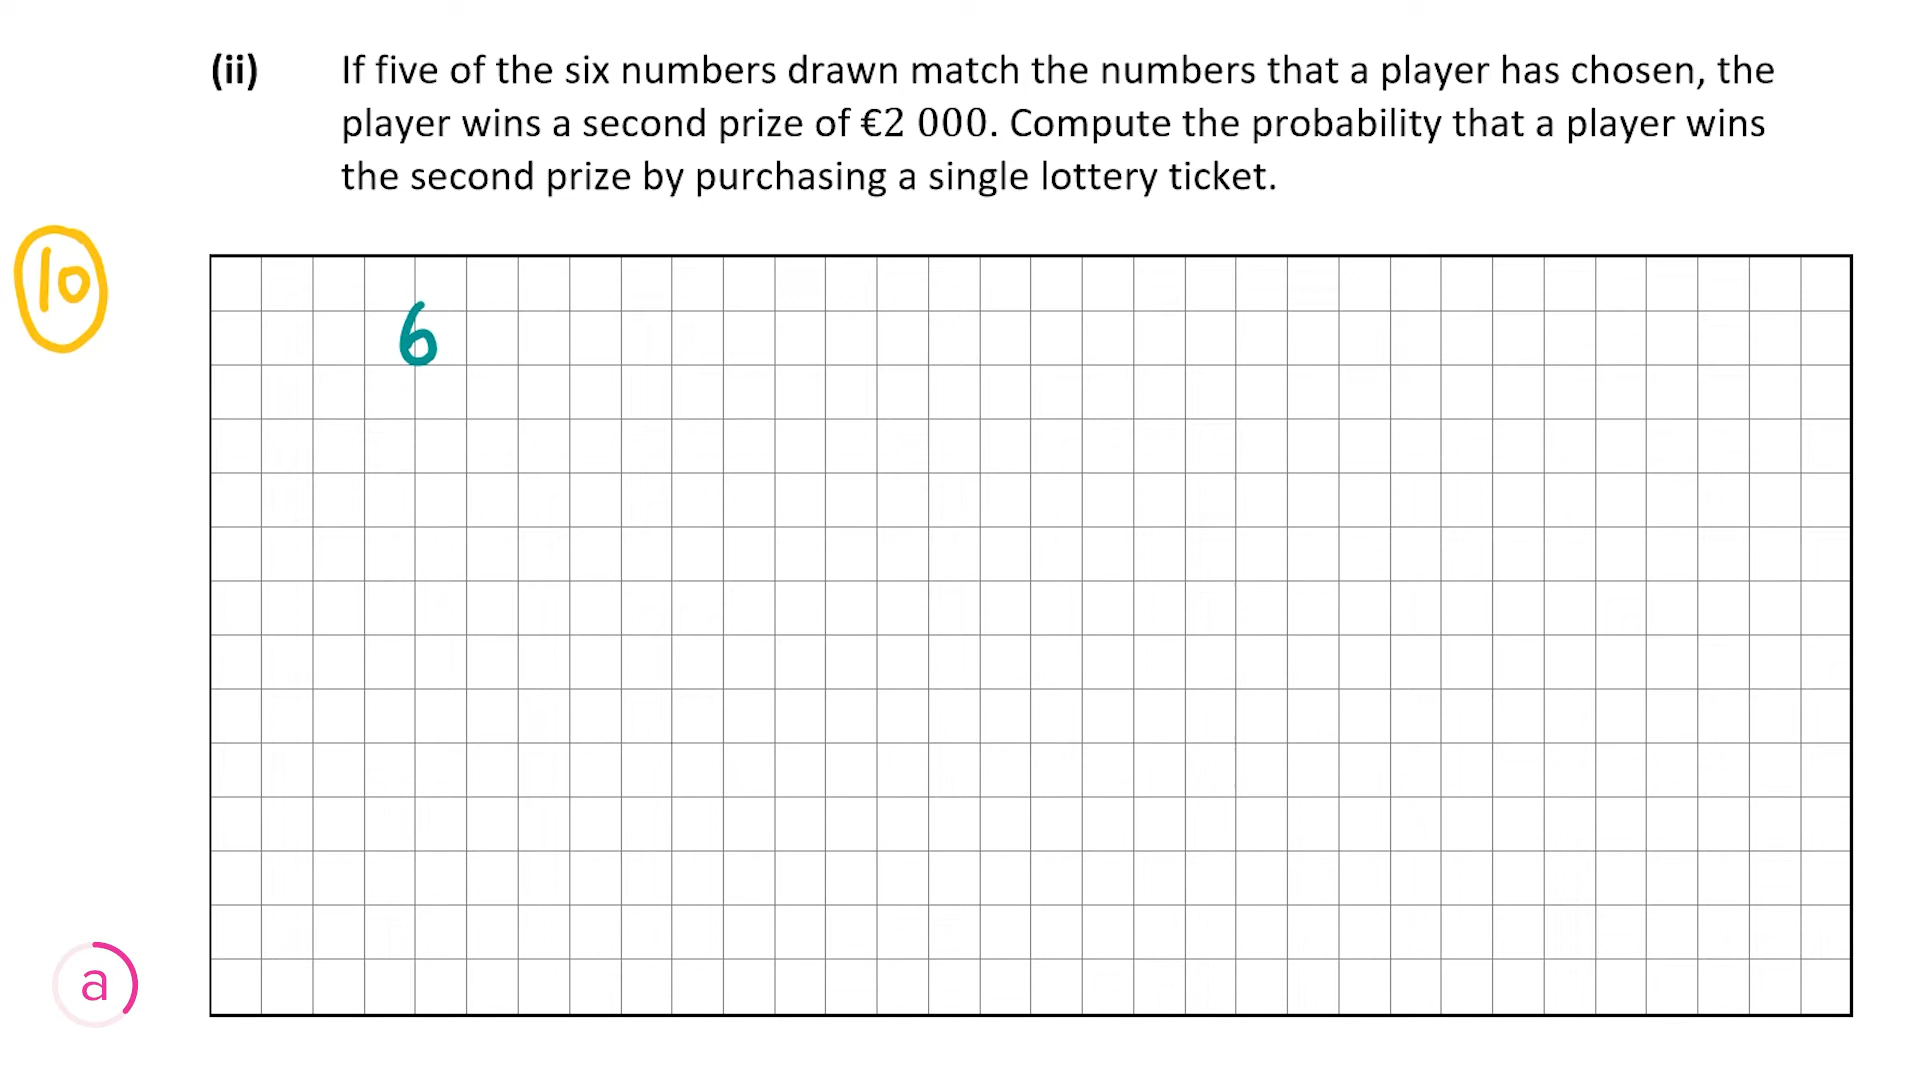 (ii) If five of the six numbers drawn match the numbers that a player has chosen, the
player wins a second prize of €2 000. Compute the probability that a player wins
the second prize by purchasing a single lottery ticket.
10
6
a